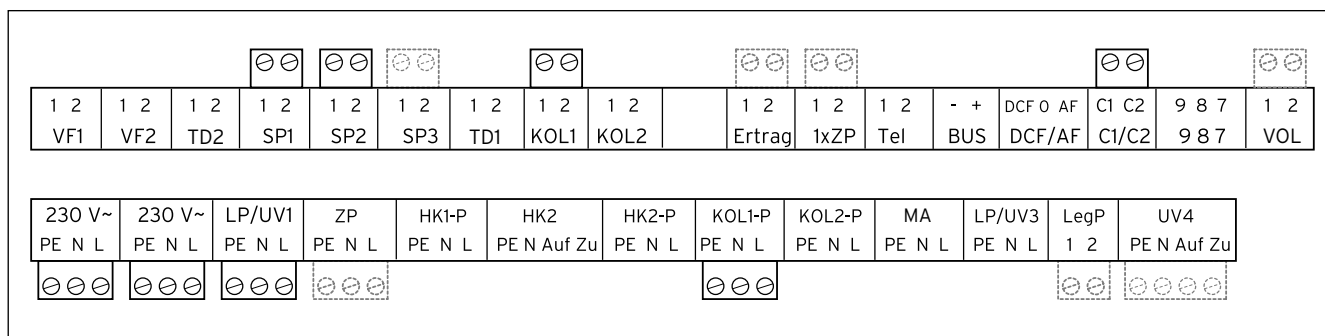 1 2 1 2 1 2 1 2 1 2 1 2 1 2 1 2 1 2 1 2 1 2 1 2 - + DCF O AF C1 C2 9 8 7 1 2
VF1 VF2 TD2 SP1 SP2 SP3 TD1 KOL1 KOL2 Ertrag 1xZP Tel BUS DCF/AF C1/C2 9 8 7 VOL
230 V~ 230 V~ LP/UV1 ZP HK1-P HK2 HK2-P KOL1-P KOL2-P MA LP/UV3 LegP UV4
PE N L PE N L PE N L PE N L PE N L PE N Auf Zu PE N L PE N L PE N L PE N L PE N L 1 2 PE N Auf Zu